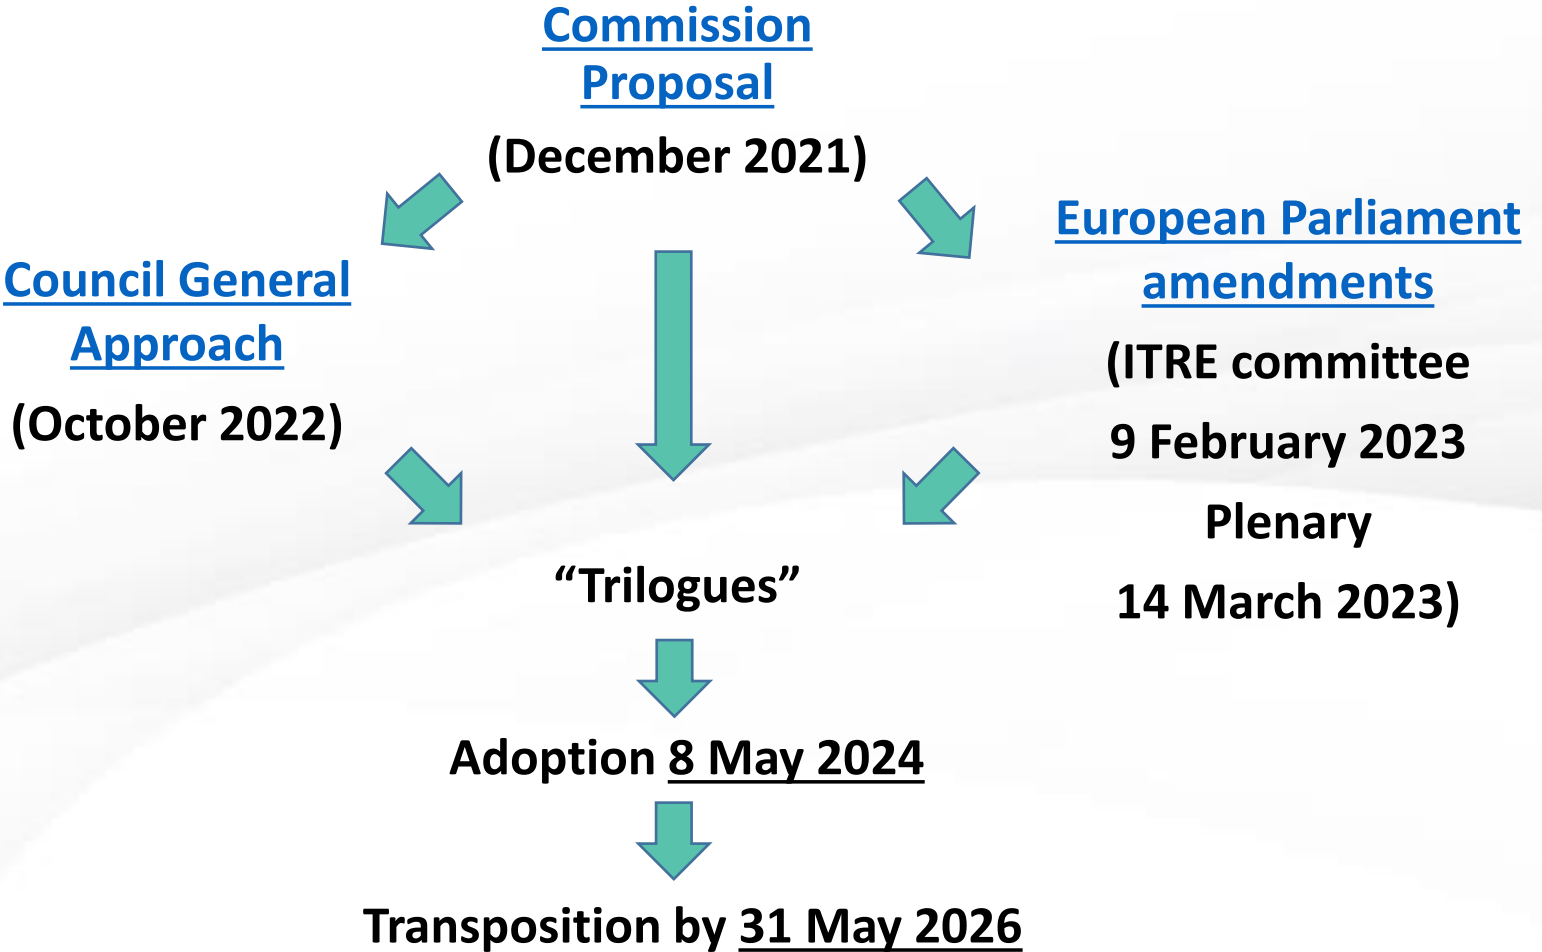 Commission
Proposal
(December 2021)
Council General
Approach
(October 2022)
European Parliament
amendments
(ITRE committee
9 February 2023
Plenary
14 March 2023)
“Trilogues”
Adoption 8 May 2024
Transposition by 31 May 2026